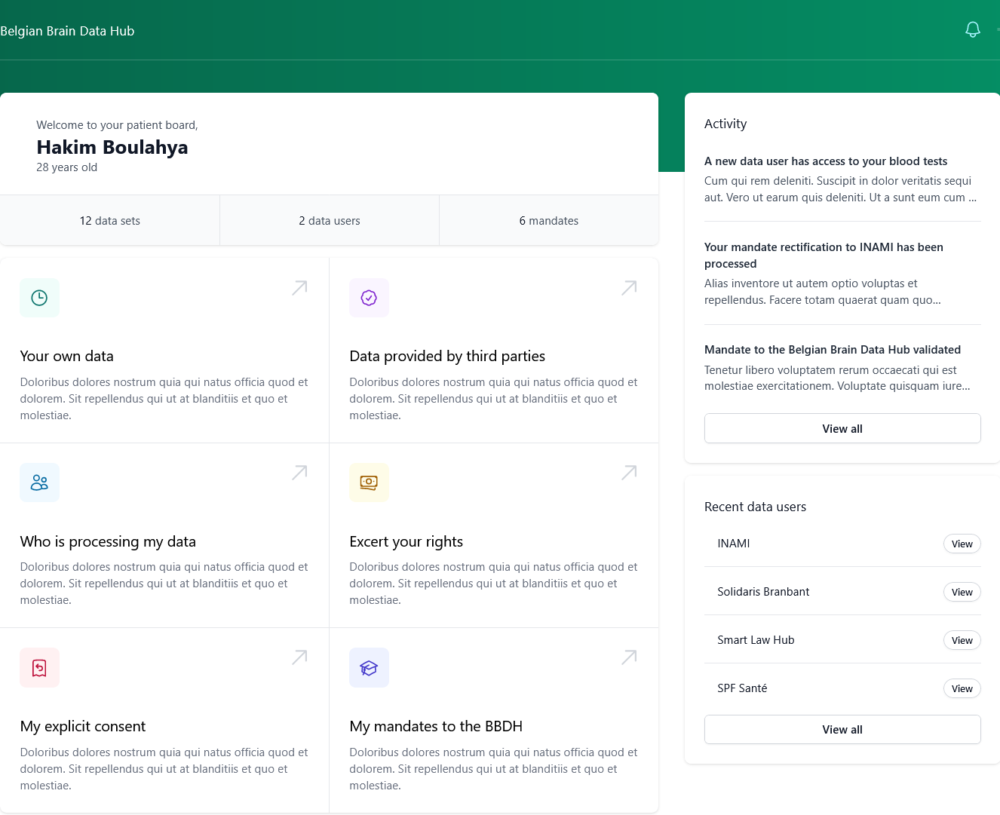 Belgian Brain Data Hub
Welcome to your patient board,
Hakim Boulahya
28 years old
12 data sets
2 data users
6 mandates
Your own data
Doloribus dolores nostrum quia qui natus officia quod et
dolorem. Sit repellendus qui ut at blanditiis et quo et
molestiae.
Data provided by third parties
Doloribus dolores nostrum quia qui natus officia quod et
dolorem. Sit repellendus qui ut at blanditiis et quo et
molestiae.
Who is processing my data
Doloribus dolores nostrum quia qui natus officia quod et
dolorem. Sit repellendus qui ut at blanditiis et quo et
molestiae.
Excert your rights
Doloribus dolores nostrum quia qui natus officia quod et
dolorem. Sit repellendus qui ut at blanditiis et quo et
molestiae.
My explicit consent
Doloribus dolores nostrum quia qui natus officia quod et
dolorem. Sit repellendus qui ut at blanditiis et quo et
molestiae.
My mandates to the BBDH
Doloribus dolores nostrum quia qui natus officia quod et
dolorem. Sit repellendus qui ut at blanditiis et quo et
molestiae.
Activity
A new data user has access to your blood tests
Cum qui rem deleniti. Suscipit in dolor veritatis sequi
aut. Vero ut earum quis deleniti. Ut a sunt eum cum ...
Your mandate rectification to INAMI has been
processed
Alias inventore ut autem optio voluptas et
repellendus. Facere totam quaerat quam quo...
Mandate to the Belgian Brain Data Hub validated
Tenetur libero voluptatem rerum occaecati qui est
molestiae exercitationem. Voluptate quisquam iure...
View all
Recent data users
INAMI View
Solidaris Branbant View
Smart Law Hub View
SPF Santé View
View all